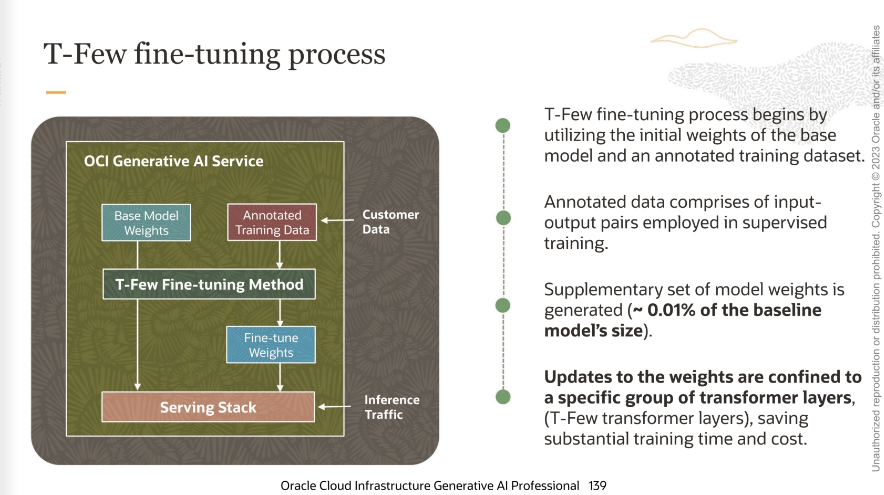 T-Few fine-tuning process
OCI Generative AI Service
Base Model
Weights
Annotated
Training Data
Customer
Data
T-Few Fine-tuning Method
Fine-tune
Weights
Serving Stack
Inference
Traffic
T-Few fine-tuning process begins by
utilizing the initial weights of the base
model and an annotated training dataset.
Annotated data comprises of input-
output pairs employed in supervised
training.
Supplementary set of model weights is
generated (~ 0.01% of the baseline
model’s size).
Updates to the weights are confined to
a specific group of transformer layers,
(T-Few transformer layers), saving
substantial training time and cost.
Oracle Cloud Infrastructure Generative AI Professional 139
Unauthorized reproduction or distribution prohibited. Copyright © 2023 Oracle and/or its affiliates